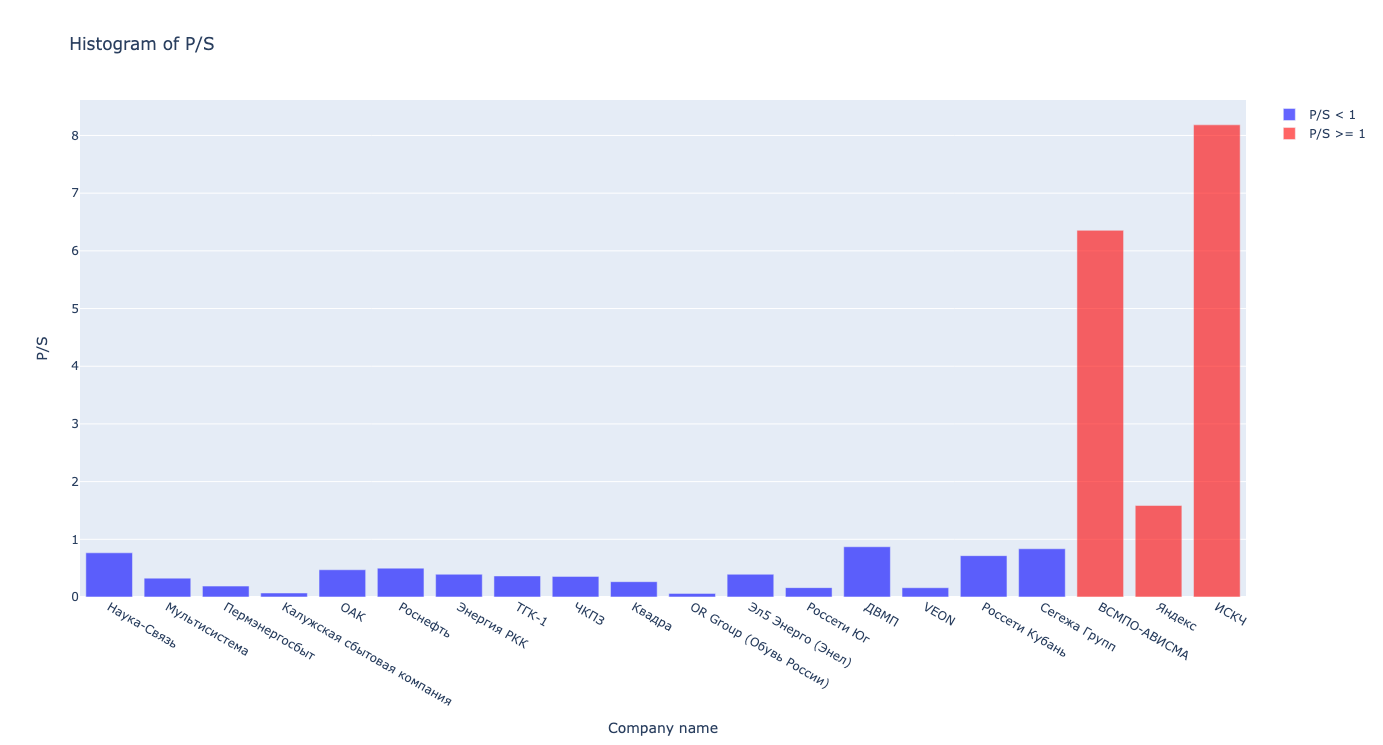 Histogram of P/S
P/S < 1
P/S >= 1
8
7
6
5
4
3
2
1
0
P/S
Наука-Связь
Мультисистема
Пермэнергосбыт
Калужская сбытовая компания
ОАК
Роснефть
Энергия РКК
ТГК-1
ЧКПЗ
Квадра
OR Group (Обувь России)
Эл5 Энерго (Энел)
Россети Юг
ДВМП
VEON
Россети Кубань
Сегежа Групп
ВСМПО-АВИСМА
Яндекс
ИСКЧ
Company name